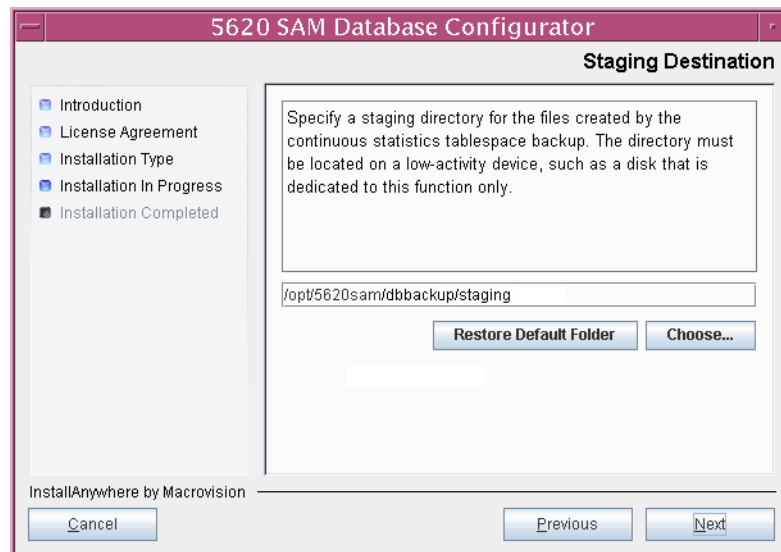 5620 SAM Database Configurator
Staging Destination
Introduction
License Agreement
Installation Type
Installation In Progress
Installation Completed
Specify a staging directory for the files created by the
continuous statistics tablespace backup. The directory must
be located on a low-activity device, such as a disk that is
dedicated to this function only.
/opt/5620sam/dbbackup/staging
Restore Default Folder
Choose...
InstallAnywhere by Macrovision
Cancel
Previous
Next